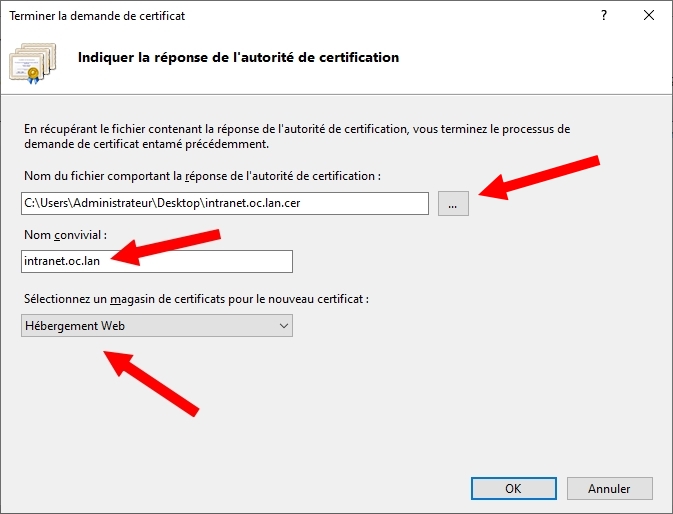 Terminer la demande de certificat
?
Indiquer la réponse de l'autorité de certification
En récupérant le fichier contenant la réponse de l'autorité de certification, vous terminez le processus de
demande de certificat entamé précédemment.
Nom du fichier comportant la réponse de l'autorité de certification :
C:\Users\Administrateur\Desktop\intranet.oc.lan.cer
...
Nom convivial :
intranet.oc.lan
Sélectionnez un magasin de certificats pour le nouveau certificat :
Hébergement Web
OK Annuler